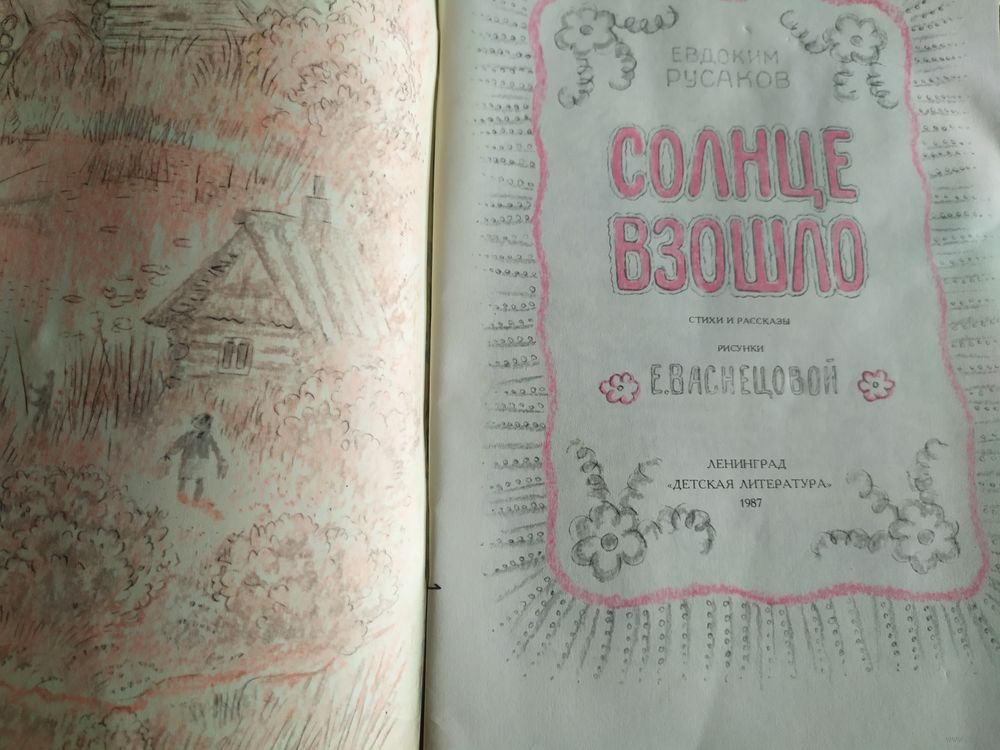 ЕВДОКИМ
РУСАКОВ
СОЛНЦЕ
ВЗОШЛО
СТИХИ И РАССКАЗЫ
РИСУНКИ
Е.ВАСНЕЦОВОЙ
ЛЕНИНГРАД
«ДЕТСКАЯ ЛИТЕРАТУРА»
1987